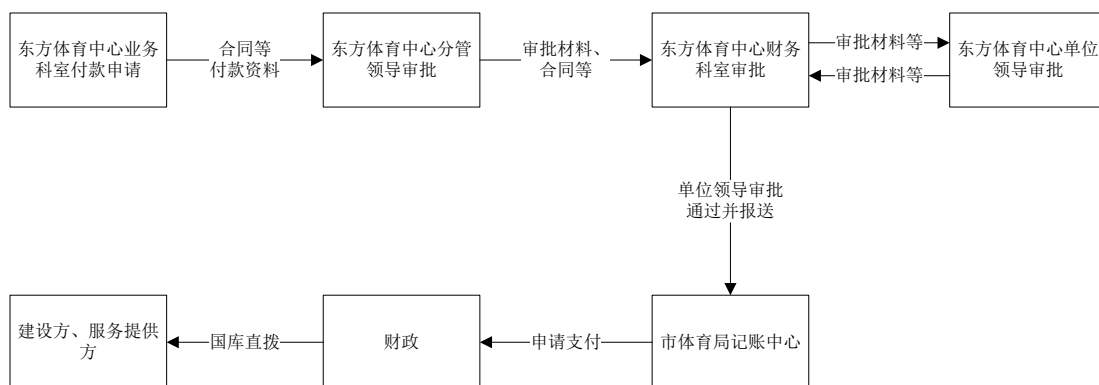 东方体育中心业务
科室付款申请
合同等
付款资料
东方体育中心分管
领导审批
审批材料、
合同等
东方体育中心财务
科室审批
审批材料等
审批材料等
东方体育中心单位
领导审批
单位领导审批
通过并报送
建设方、服务提供
方
国库直拨
财政
申请支付
市体育局记账中心